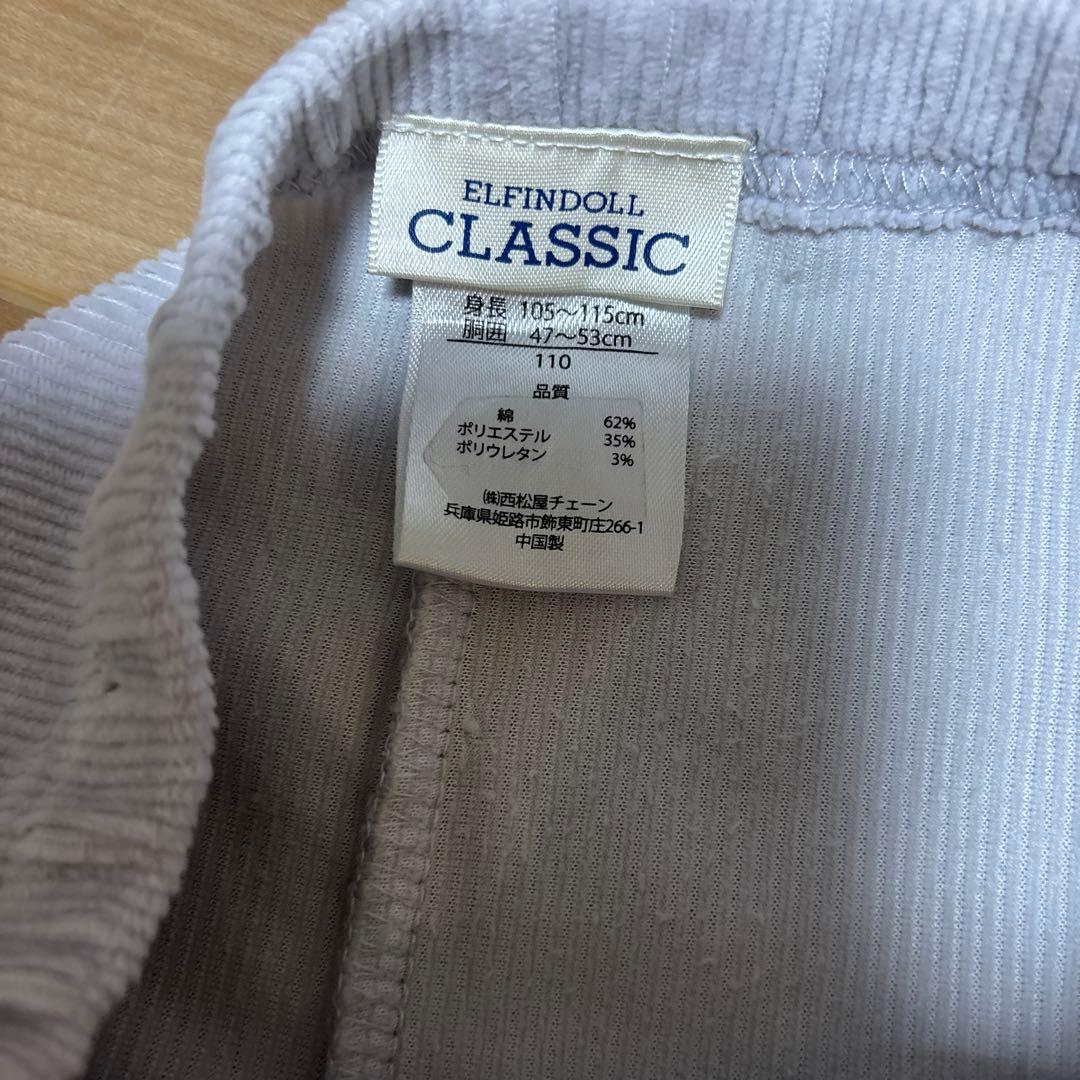 ELFINDOLL
CLASSIC
身長 105～115cm
胴囲 47～53cm
110
品質
綿 62%
ポリエステル 35%
ポリウレタン 3%
㈱西松屋チェーン
兵庫県姫路市飾東町庄266-1
中国製